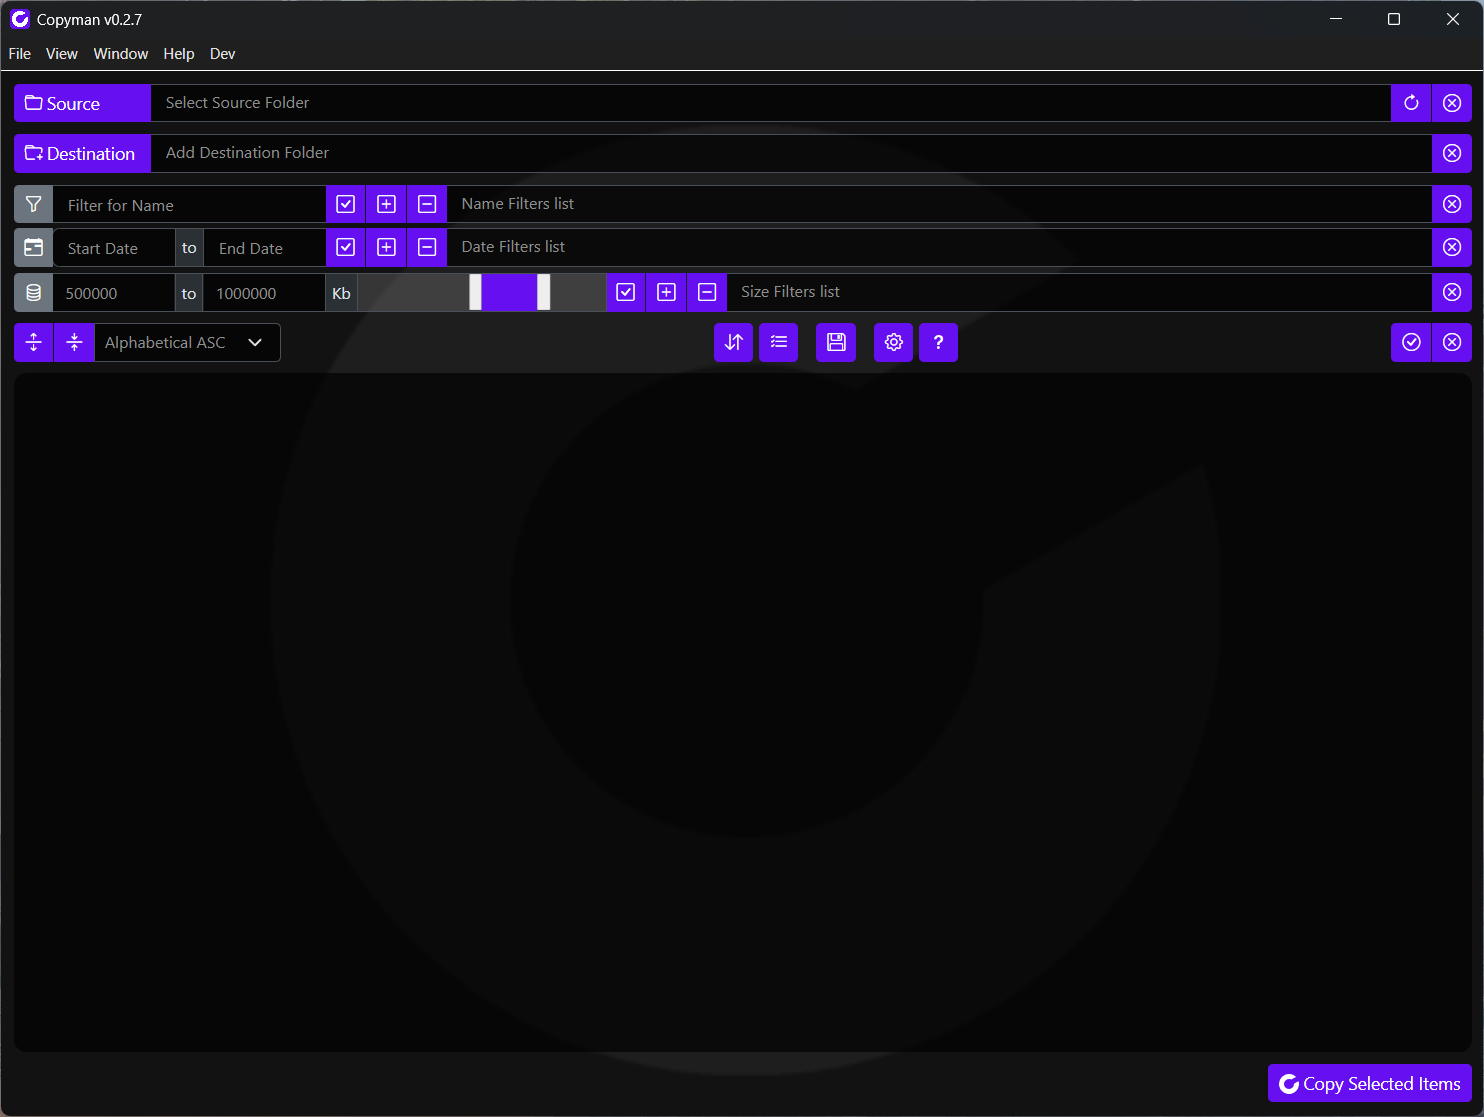 Copyman v0.2.7
File View Window Help Dev
Source Select Source Folder
Destination Add Destination Folder
Filter for Name Name Filters list
Start Date to End Date Date Filters list
500000 to 1000000 Kb Size Filters list
Alphabetical ASC ?
Copy Selected Items